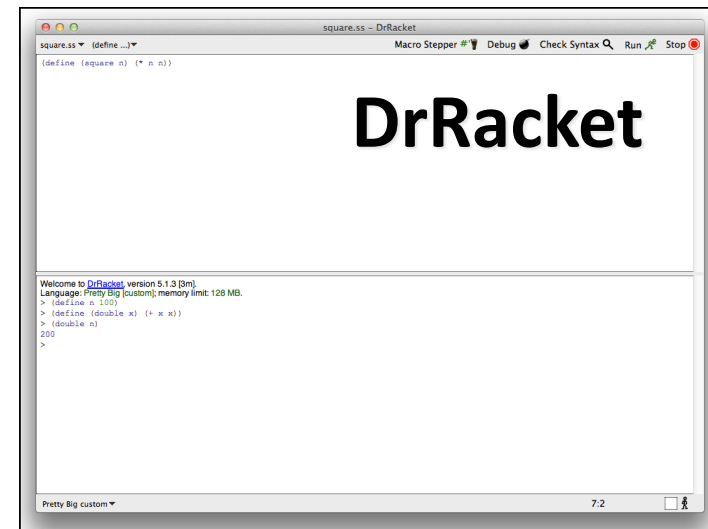 square.ss – DrRacket
square.ss ▼ (define ...)▼ Macro Stepper #' Debug Check Syntax Run Stop
(define (square n) (* n n))
DrRacket
Welcome to DrRacket, version 5.1.3 [3m].
Language: Pretty Big [custom]; memory limit: 128 MB.
> (define n 100)
> (define (double x) (+ x x))
> (double n)
200
>
Pretty Big custom ▼ 7:2